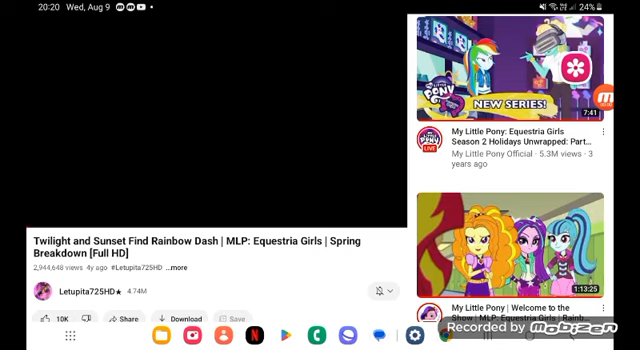 20:20 Wed, Aug 9
24%
NEW SERIES!
7:41
My Little Pony: Equestria Girls
Season 2 Holidays Unwrapped: Part...
My Little Pony Official · 5.3M views · 3
years ago
LIVE
1:13:25
My Little Pony | Welcome to the
Show | MLP: Equestria Girls | Rainb...
Twilight and Sunset Find Rainbow Dash | MLP: Equestria Girls | Spring
Breakdown [Full HD]
2,944,648 views 4y ago #Letupita725HD ...more
Letupita725HD★ 4.74M
10K
Share
Download
Save
Recorded by Mobizen